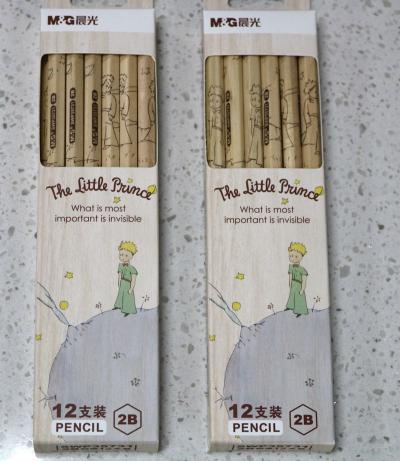 M&G晨光
The Little Prince
What is most
important is invisible
12支装
PENCIL
2B
M&G晨光
The Little Prince
What is most
important is invisible
12支装
PENCIL
2B